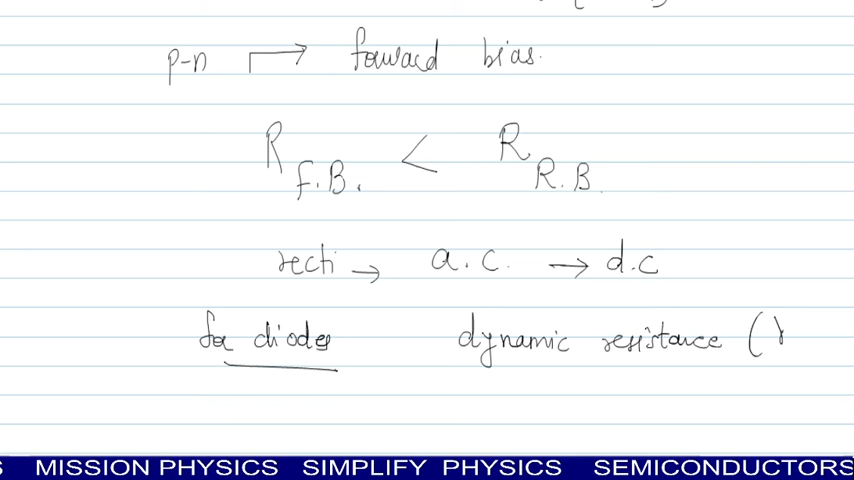 p-n → forward bias.
R F.B. < R R.B.
recti → a.c. → d.c
for diodes dynamic resistance (r
MISSION PHYSICS SIMPLIFY PHYSICS SEMICONDUCTORS